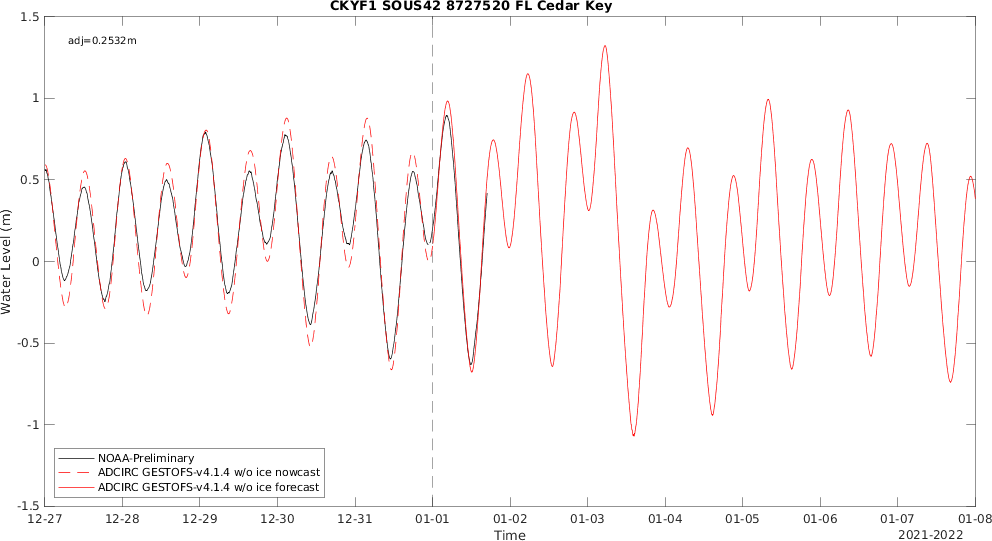 CKYF1 SOUS42 8727520 FL Cedar Key
adj=0.2532m
1.5
1
0.5
0
-0.5
-1
-1.5
Water Level (m)
NOAA-Preliminary
ADCIRC GESTOFS-v4.1.4 w/o ice nowcast
ADCIRC GESTOFS-v4.1.4 w/o ice forecast
12-27 12-28 12-29 12-30 12-31 01-01 01-02 01-03 01-04 01-05 01-06 01-07 01-08
Time
2021-2022